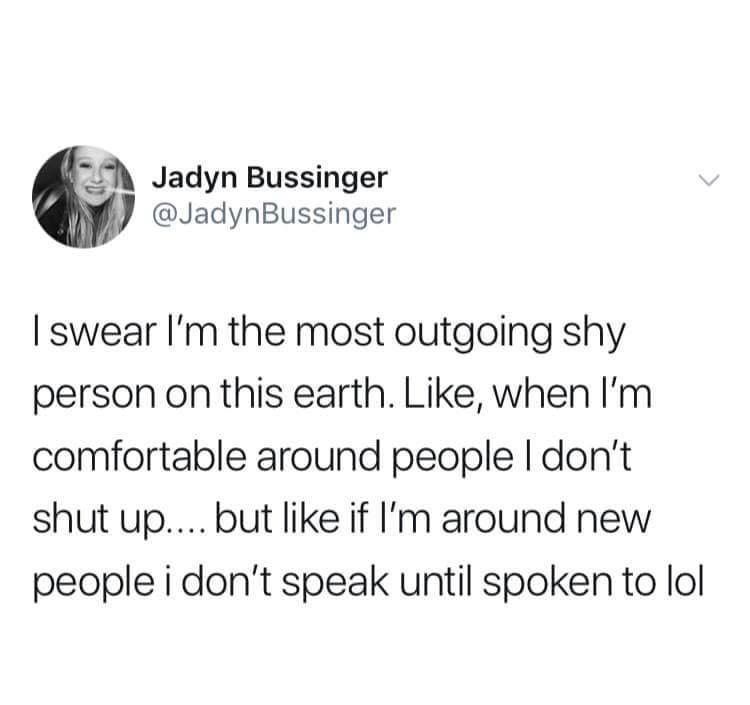 Jadyn Bussinger
@JadynBussinger
I swear I'm the most outgoing shy
person on this earth. Like, when I'm
comfortable around people I don't
shut up.... but like if I'm around new
people i don't speak until spoken to lol